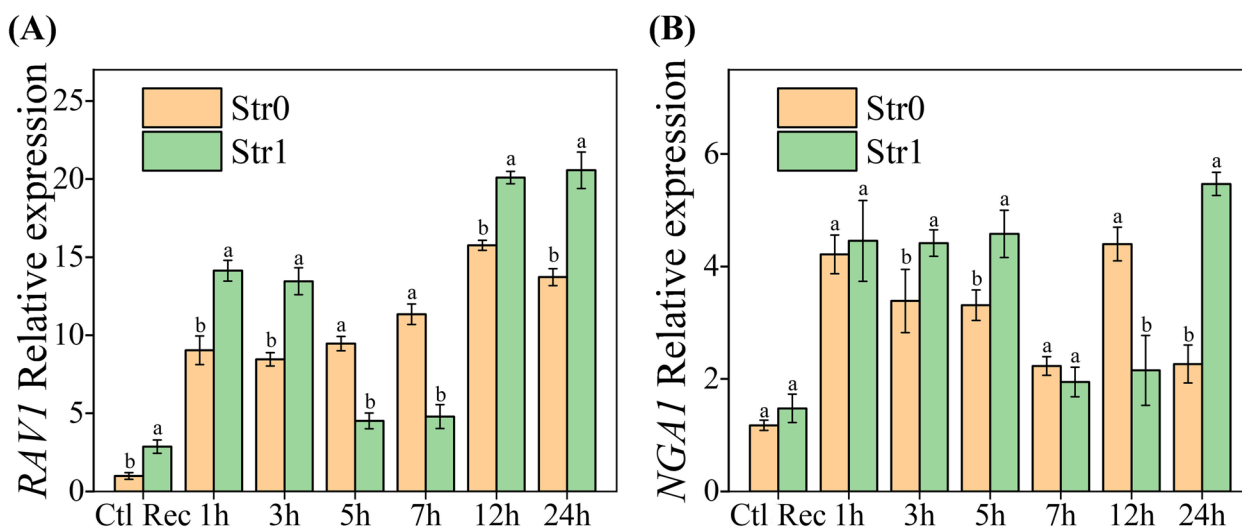 (A)
RAV1 Relative expression
25
20
15
10
5
0
Str0
Str1
b a b a b a a b a b b a b a
Ctl Rec 1h 3h 5h 7h 12h 24h
(B)
NGA1 Relative expression
6
4
2
0
Str0
Str1
a a a a b a b a a a a b b a
Ctl Rec 1h 3h 5h 7h 12h 24h